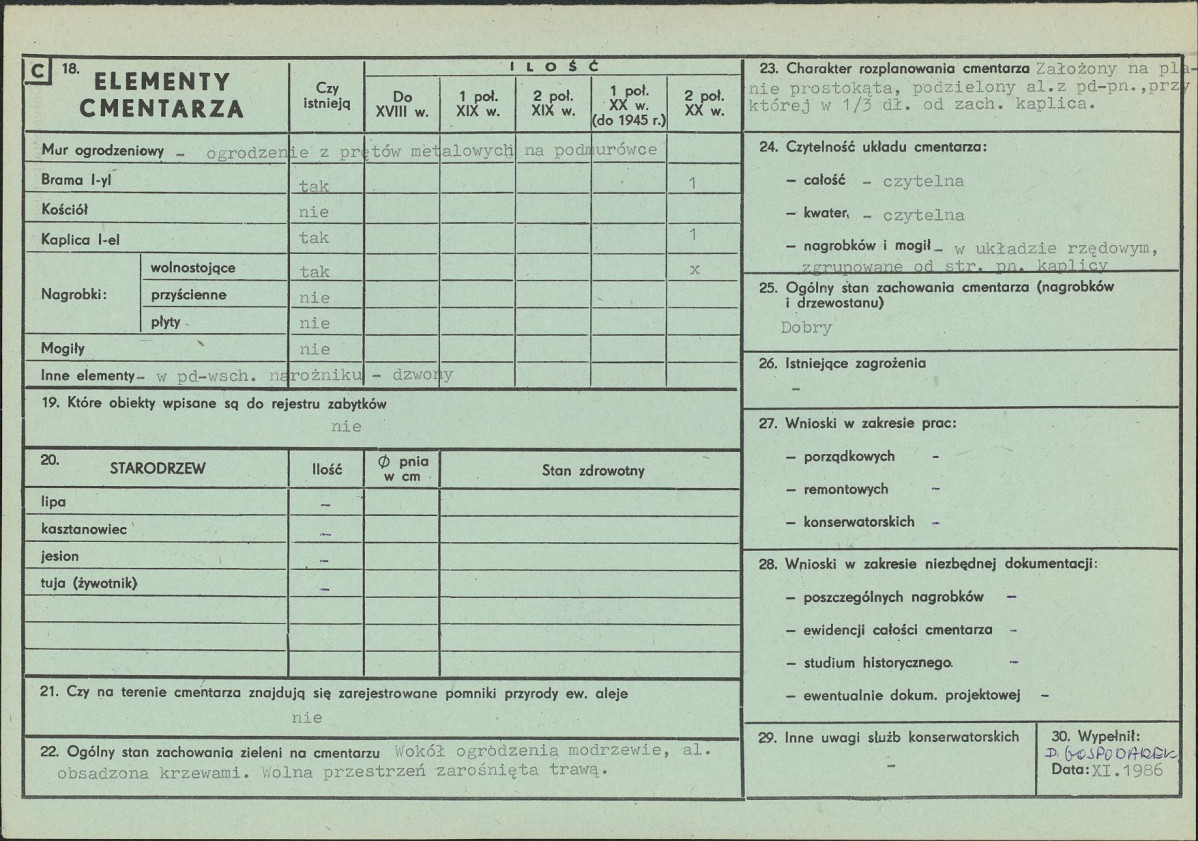 C 18. ELEMENTY CMENTARZA
Czy istnieją
ILOŚĆ
Do XVIII w.
1 poł. XIX w.
2 poł. XIX w.
1 poł. XX w. (do 1945 r.)
2 poł. XX w.
Mur ogrodzeniowy – ogrodzenie z prętów metalowych na podmurówce
Brama I-yl tak 1
Kościół nie
Kaplica I-el tak 1
Nagrobki:
wolnostojące tak x
przyścienne nie
płyty nie
Mogiły nie
Inne elementy – w pd-wsch. narożniku - dzwony
19. Które obiekty wpisane są do rejestru zabytków
nie
20. STARODRZEW Ilość Ø pnia w cm Stan zdrowotny
lipa –
kasztanowiec –
jesion –
tuja (żywotnik) –
21. Czy na terenie cmentarza znajdują się zarejestrowane pomniki przyrody ew. aleje
nie
22. Ogólny stan zachowania zieleni na cmentarzu Wokół ogrodzenia modrzewie, al.
obsadzona krzewami. Wolna przestrzeń zarośnięta trawą.
23. Charakter rozplanowania cmentarza Założony na pla-
nie prostokąta, podzielony al.z pd-pn.,przy
której w 1/3 dł. od zach. kaplica.
24. Czytelność układu cmentarza:
– całość – czytelna
– kwater – czytelna
– nagrobków i mogił – w układzie rzędowym,
zgrupowane od str. pn. kaplicy
25. Ogólny stan zachowania cmentarza (nagrobków
i drzewostanu)
Dobry
26. Istniejące zagrożenia
–
27. Wnioski w zakresie prac:
– porządkowych –
– remontowych –
– konserwatorskich –
28. Wnioski w zakresie niezbędnej dokumentacji:
– poszczególnych nagrobków –
– ewidencji całości cmentarza –
– studium historycznego. –
– ewentualnie dokum. projektowej –
29. Inne uwagi służb konserwatorskich
–
30. Wypełnił:
D. GOSPODAREK
Data: XI.1986